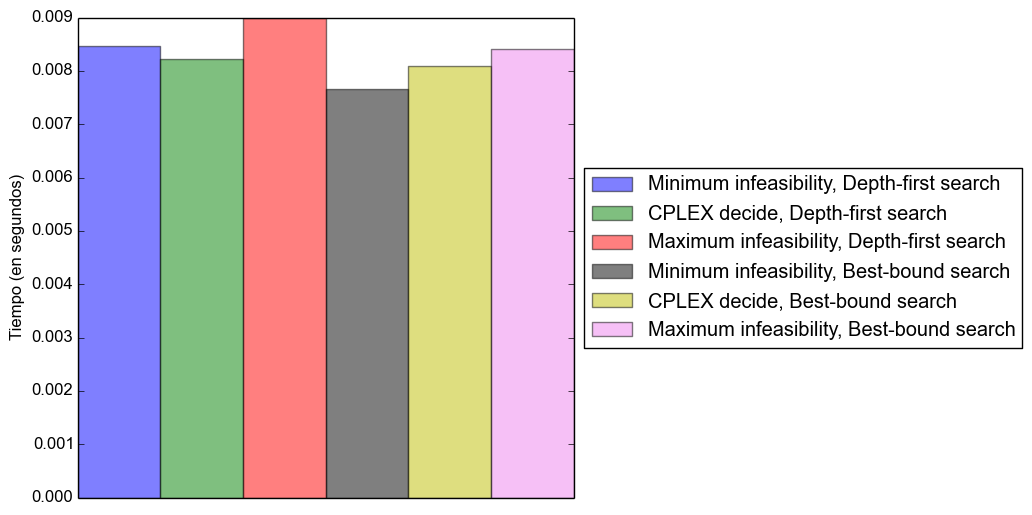 0.009
0.008
0.007
0.006
0.005
0.004
0.003
0.002
0.001
0.000
Tiempo (en segundos)
Minimum infeasibility, Depth-first search
CPLEX decide, Depth-first search
Maximum infeasibility, Depth-first search
Minimum infeasibility, Best-bound search
CPLEX decide, Best-bound search
Maximum infeasibility, Best-bound search